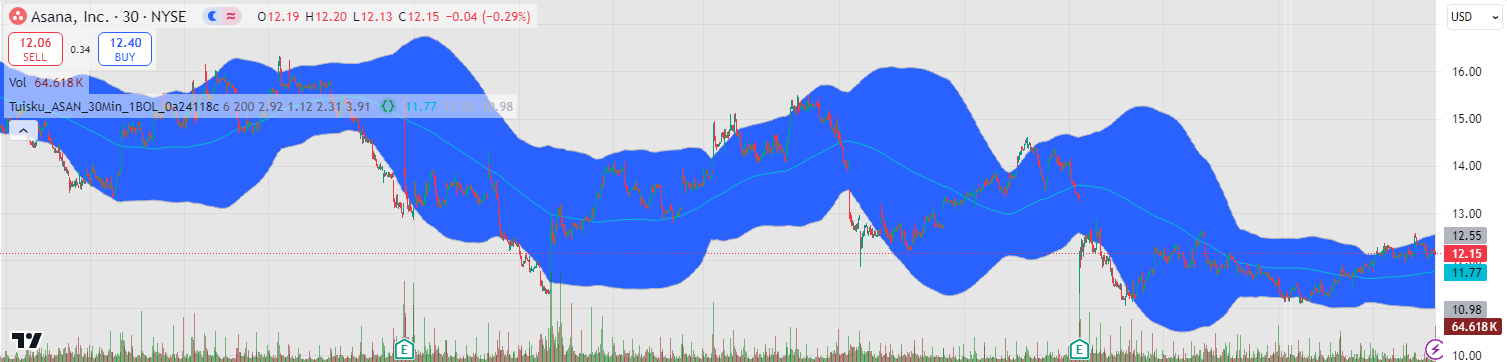 Asana, Inc. · 30 · NYSE ≈ O12.19 H12.20 L12.13 C12.15 −0.04 (−0.29%)
USD
12.06 SELL
0.34
12.40 BUY
Vol 64.618K
Tuisku_ASAN_30Min_1BOL_0a24118c 6 200 2.92 1.12 2.31 3.91 {} 11.77
16.00
15.00
14.00
13.00
12.55
12.15
11.77
10.98
64.618K
10.00
E
E